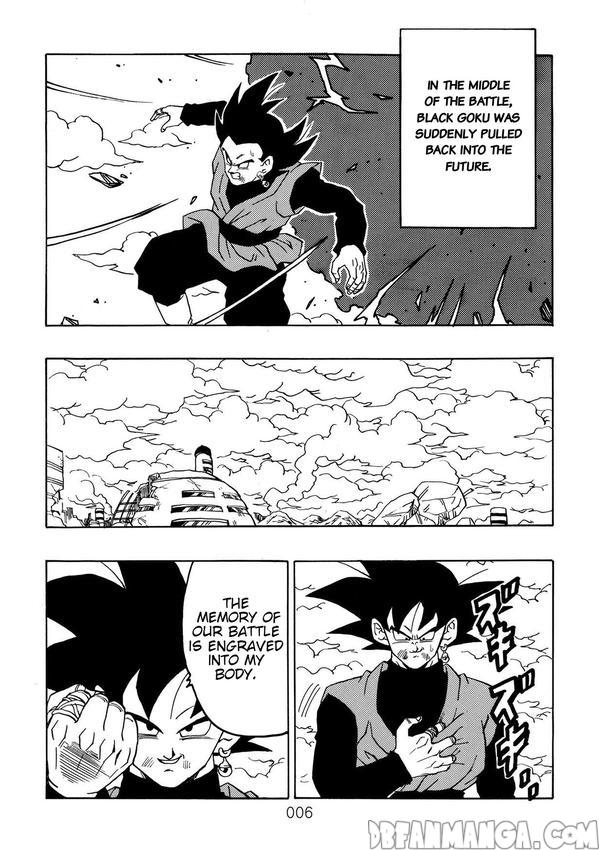 IN THE MIDDLE
OF THE BATTLE,
BLACK GOKU WAS
SUDDENLY PULLED
BACK INTO THE
FUTURE.
ズキ
ズキ
THE
MEMORY OF
OUR BATTLE
IS ENGRAVED
INTO MY
BODY.
006
DBFANMANGA.COM